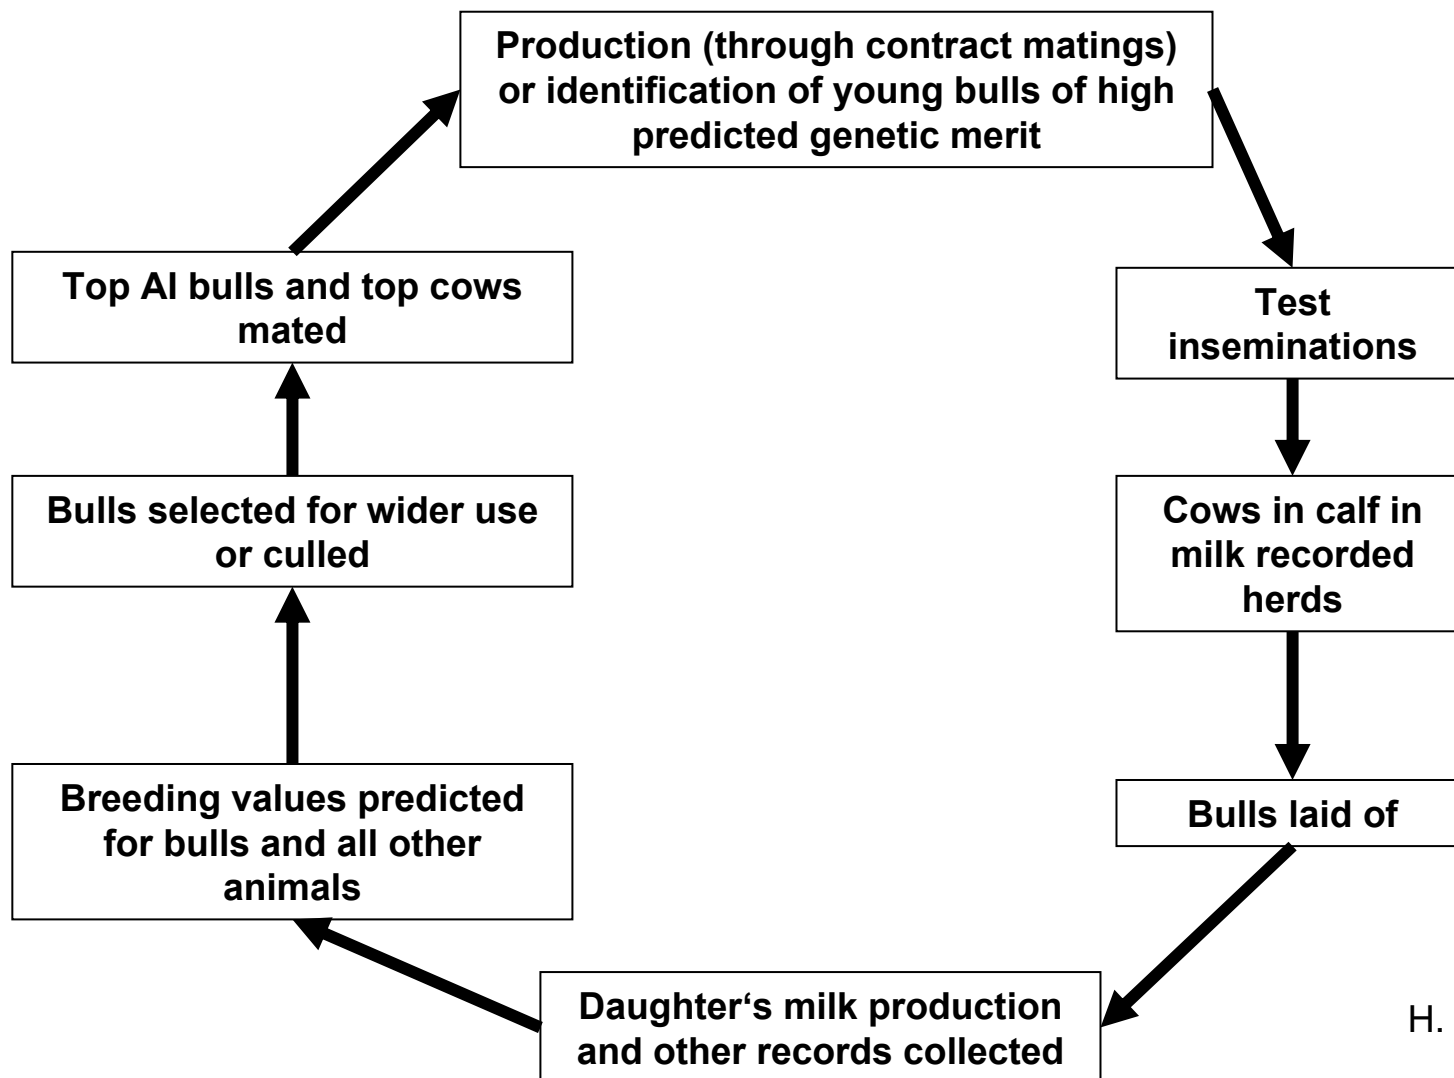 Production (through contract matings)
or identification of young bulls of high
predicted genetic merit
Test
inseminations
Cows in calf in
milk recorded
herds
Bulls laid of
Daughter‘s milk production
and other records collected
Breeding values predicted
for bulls and all other
animals
Bulls selected for wider use
or culled
Top AI bulls and top cows
mated
H.